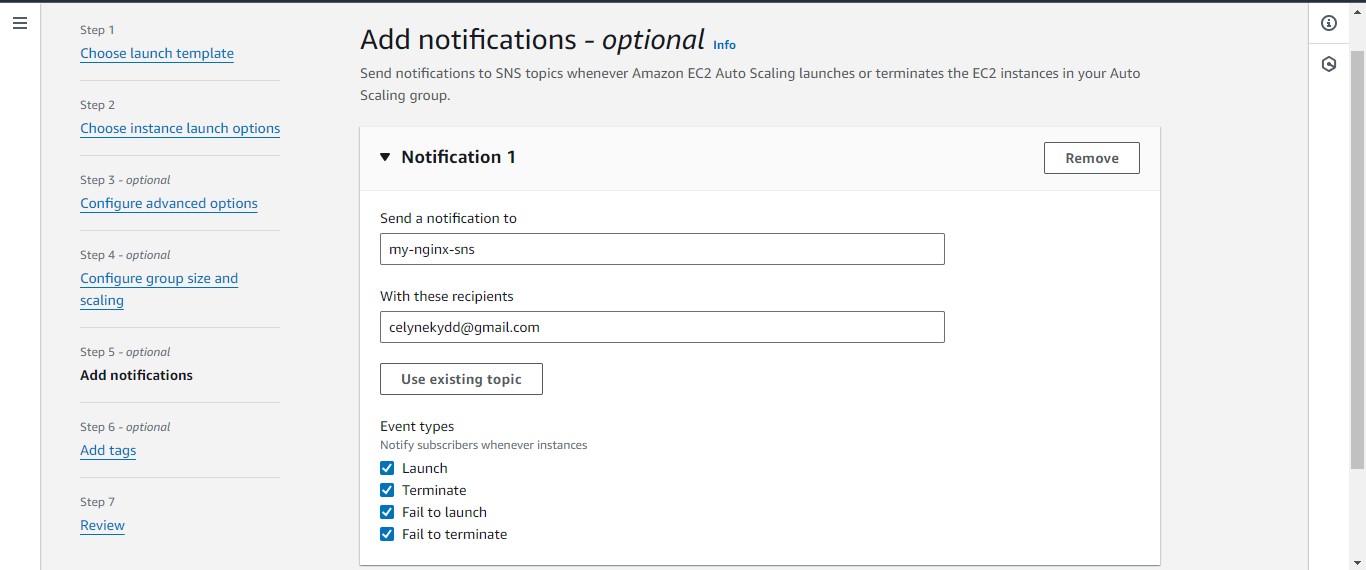 Step 1
Choose launch template
Step 2
Choose instance launch options
Step 3 - optional
Configure advanced options
Step 4 - optional
Configure group size and
scaling
Step 5 - optional
Add notifications
Step 6 - optional
Add tags
Step 7
Review
Add notifications - optional Info
Send notifications to SNS topics whenever Amazon EC2 Auto Scaling launches or terminates the EC2 instances in your Auto
Scaling group.
Notification 1
Remove
Send a notification to
my-nginx-sns
With these recipients
celynekydd@gmail.com
Use existing topic
Event types
Notify subscribers whenever instances
Launch
Terminate
Fail to launch
Fail to terminate